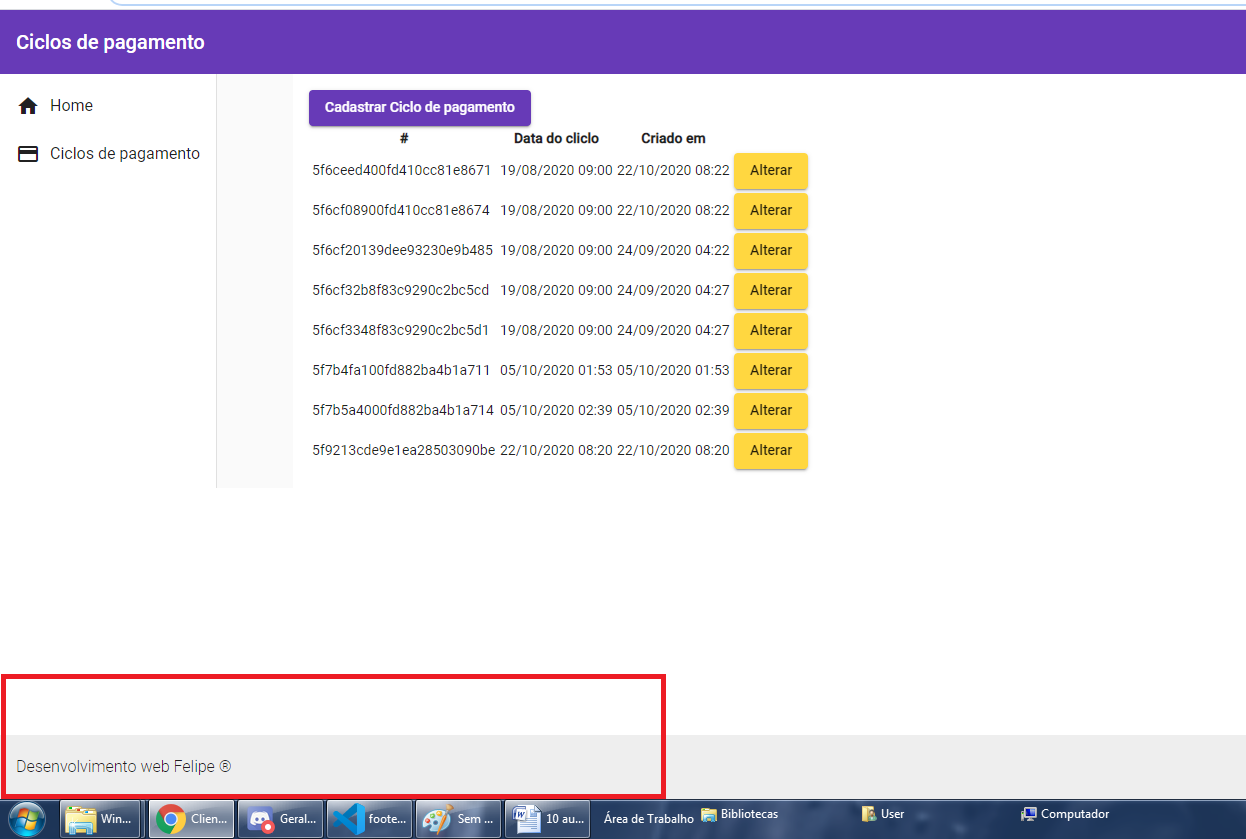 Ciclos de pagamento
Home
Ciclos de pagamento
Cadastrar Ciclo de pagamento
# Data do cliclo Criado em
5f6ceed400fd410cc81e8671 19/08/2020 09:00 22/10/2020 08:22 Alterar
5f6cf08900fd410cc81e8674 19/08/2020 09:00 22/10/2020 08:22 Alterar
5f6cf20139dee93230e9b485 19/08/2020 09:00 24/09/2020 04:22 Alterar
5f6cf32b8f83c9290c2bc5cd 19/08/2020 09:00 24/09/2020 04:27 Alterar
5f6cf3348f83c9290c2bc5d1 19/08/2020 09:00 24/09/2020 04:27 Alterar
5f7b4fa100fd882ba4b1a711 05/10/2020 01:53 05/10/2020 01:53 Alterar
5f7b5a4000fd882ba4b1a714 05/10/2020 02:39 05/10/2020 02:39 Alterar
5f9213cde9e1ea28503090be 22/10/2020 08:20 22/10/2020 08:20 Alterar
Desenvolvimento web Felipe ®
Win... Clien... Geral... foote... Sem ... 10 au... Área de Trabalho Bibliotecas User Computador